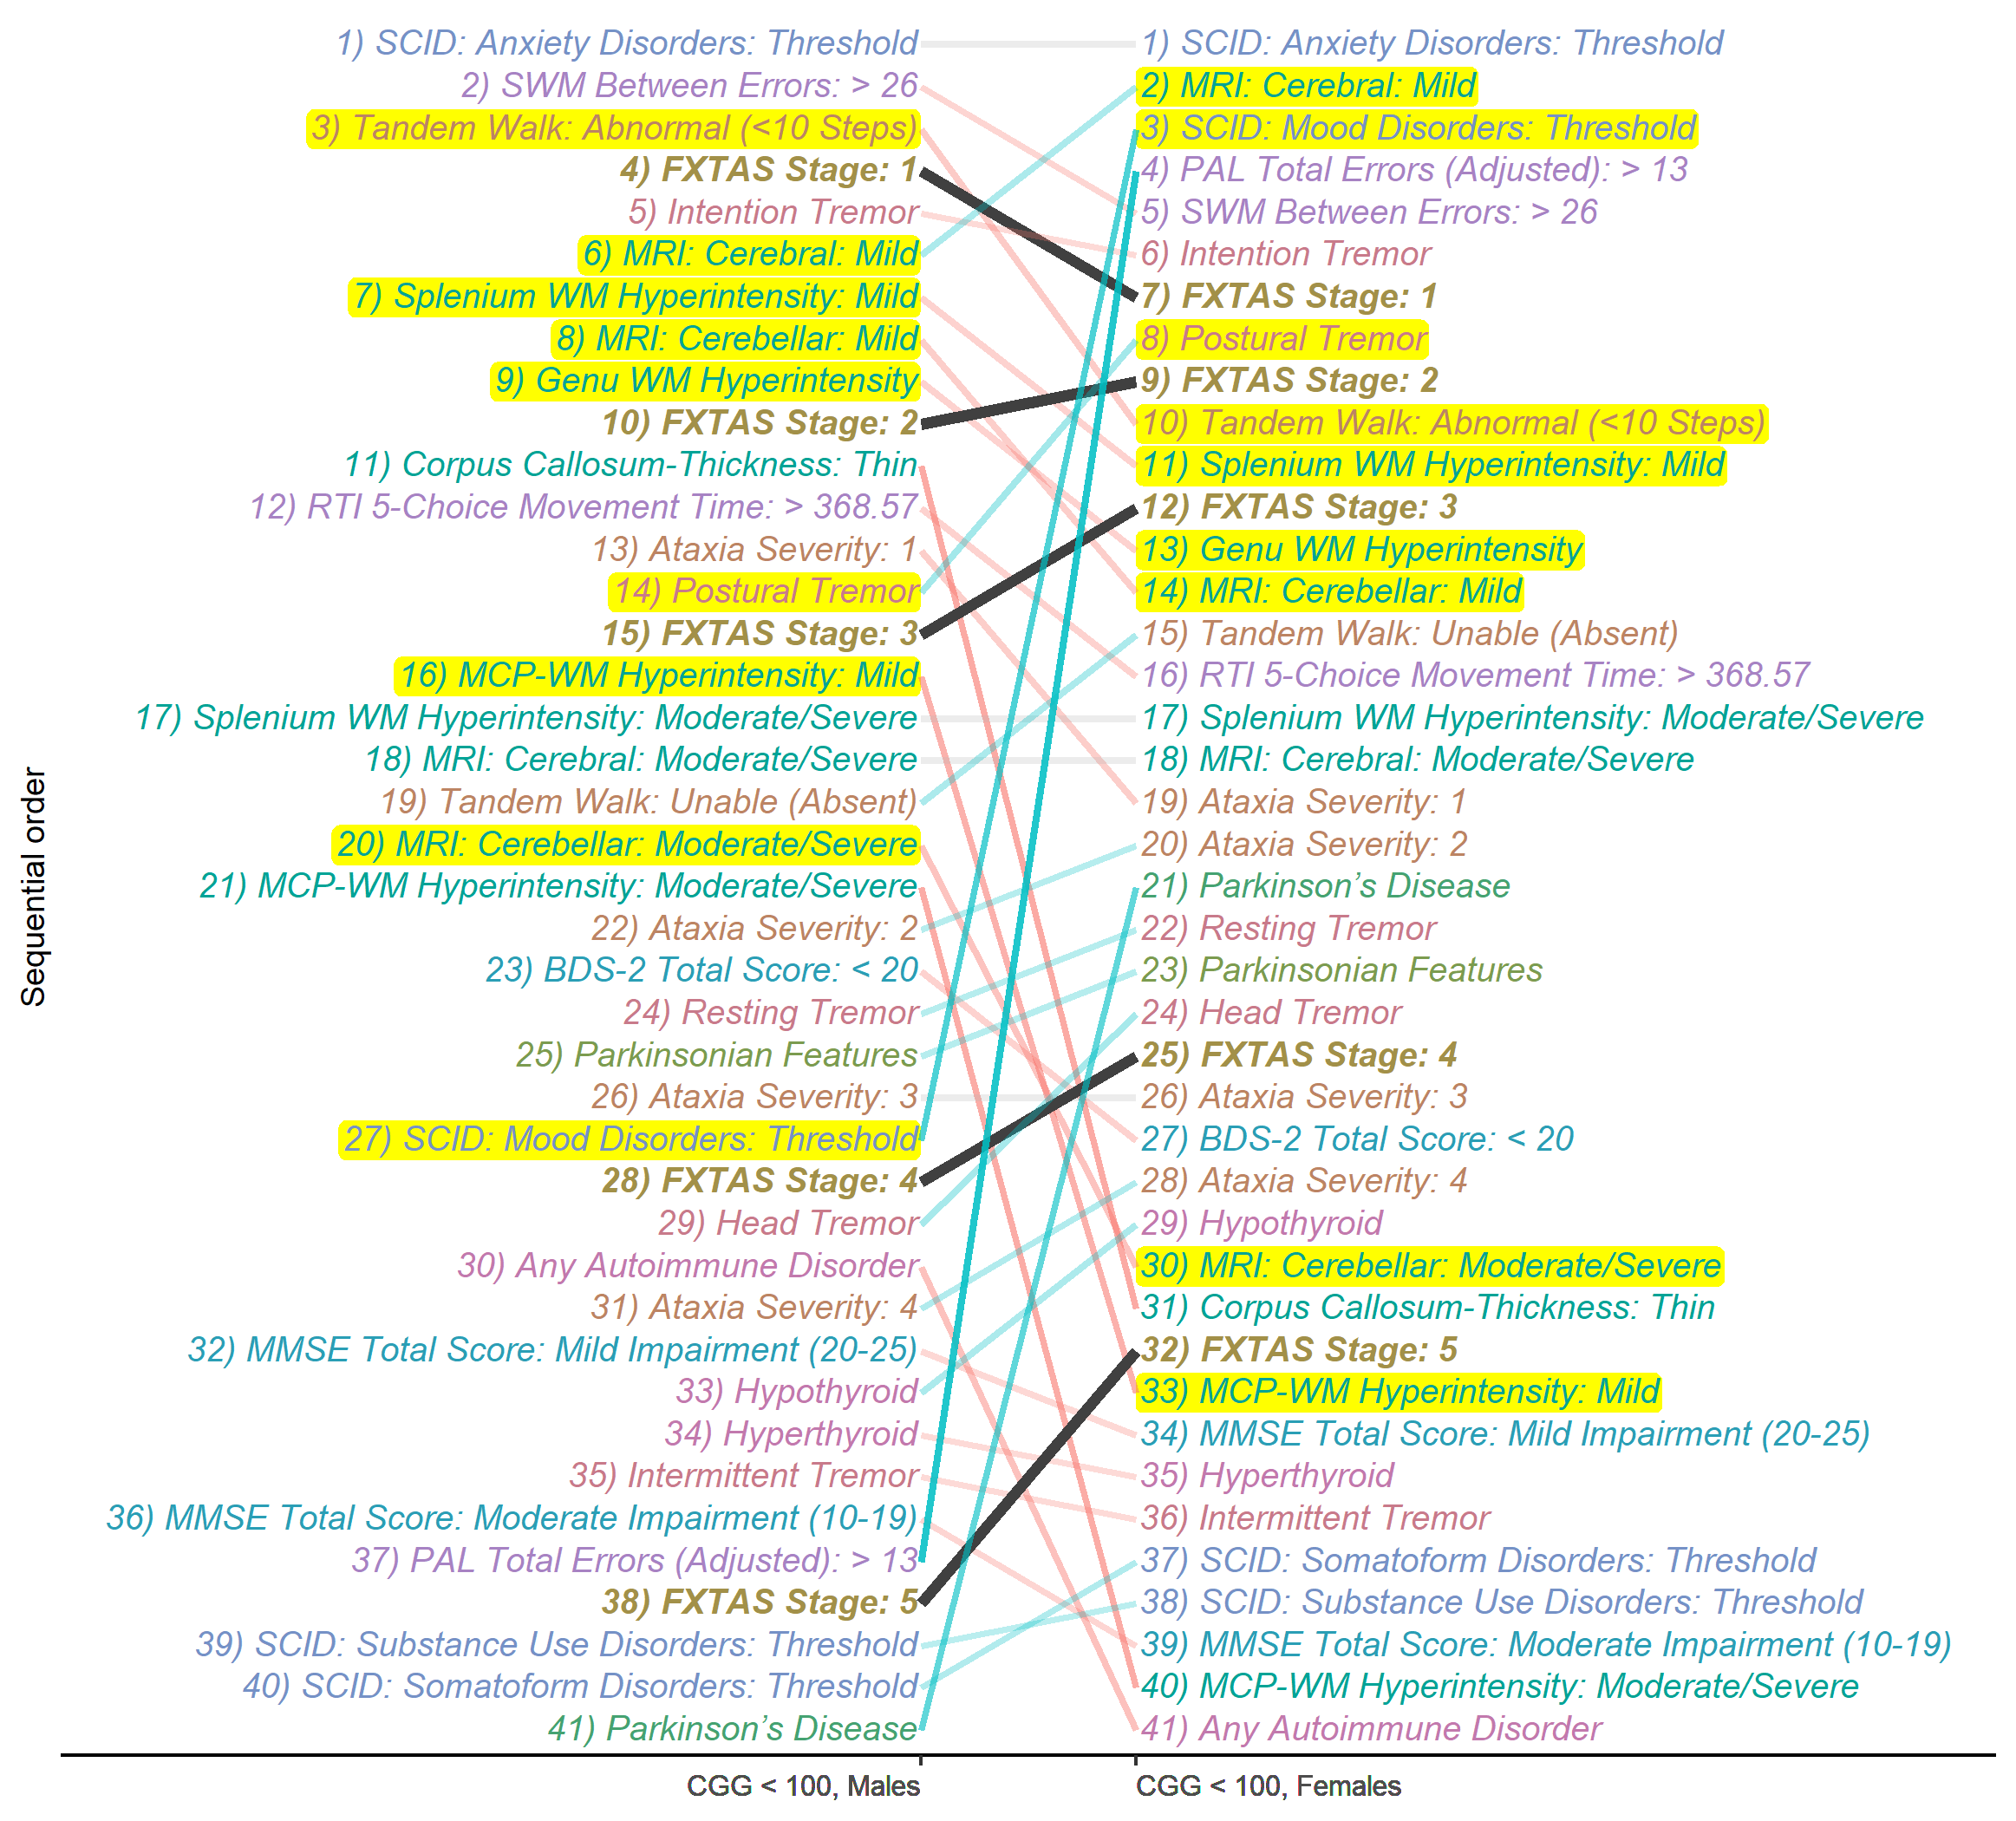 1) SCID: Anxiety Disorders: Threshold
2) SWM Between Errors: > 26
3) Tandem Walk: Abnormal (<10 Steps)
4) FXTAS Stage: 1
5) Intention Tremor
6) MRI: Cerebral: Mild
7) Splenium WM Hyperintensity: Mild
8) MRI: Cerebellar: Mild
9) Genu WM Hyperintensity
10) FXTAS Stage: 2
11) Corpus Callosum-Thickness: Thin
12) RTI 5-Choice Movement Time: > 368.57
13) Ataxia Severity: 1
14) Postural Tremor
15) FXTAS Stage: 3
16) MCP-WM Hyperintensity: Mild
17) Splenium WM Hyperintensity: Moderate/Severe
18) MRI: Cerebral: Moderate/Severe
19) Tandem Walk: Unable (Absent)
20) MRI: Cerebellar: Moderate/Severe
21) MCP-WM Hyperintensity: Moderate/Severe
22) Ataxia Severity: 2
23) BDS-2 Total Score: < 20
24) Resting Tremor
25) Parkinsonian Features
26) Ataxia Severity: 3
27) SCID: Mood Disorders: Threshold
28) FXTAS Stage: 4
29) Head Tremor
30) Any Autoimmune Disorder
31) Ataxia Severity: 4
32) MMSE Total Score: Mild Impairment (20-25)
33) Hypothyroid
34) Hyperthyroid
35) Intermittent Tremor
36) MMSE Total Score: Moderate Impairment (10-19)
37) PAL Total Errors (Adjusted): > 13
38) FXTAS Stage: 5
39) SCID: Substance Use Disorders: Threshold
40) SCID: Somatoform Disorders: Threshold
41) Parkinson's Disease
1) SCID: Anxiety Disorders: Threshold
2) MRI: Cerebral: Mild
3) SCID: Mood Disorders: Threshold
4) PAL Total Errors (Adjusted): > 13
5) SWM Between Errors: > 26
6) Intention Tremor
7) FXTAS Stage: 1
8) Postural Tremor
9) FXTAS Stage: 2
10) Tandem Walk: Abnormal (<10 Steps)
11) Splenium WM Hyperintensity: Mild
12) FXTAS Stage: 3
13) Genu WM Hyperintensity
14) MRI: Cerebellar: Mild
15) Tandem Walk: Unable (Absent)
16) RTI 5-Choice Movement Time: > 368.57
17) Splenium WM Hyperintensity: Moderate/Severe
18) MRI: Cerebral: Moderate/Severe
19) Ataxia Severity: 1
20) Ataxia Severity: 2
21) Parkinson's Disease
22) Resting Tremor
23) Parkinsonian Features
24) Head Tremor
25) FXTAS Stage: 4
26) Ataxia Severity: 3
27) BDS-2 Total Score: < 20
28) Ataxia Severity: 4
29) Hypothyroid
30) MRI: Cerebellar: Moderate/Severe
31) Corpus Callosum-Thickness: Thin
32) FXTAS Stage: 5
33) MCP-WM Hyperintensity: Mild
34) MMSE Total Score: Mild Impairment (20-25)
35) Hyperthyroid
36) Intermittent Tremor
37) SCID: Somatoform Disorders: Threshold
38) SCID: Substance Use Disorders: Threshold
39) MMSE Total Score: Moderate Impairment (10-19)
40) MCP-WM Hyperintensity: Moderate/Severe
41) Any Autoimmune Disorder
Sequential order
CGG < 100, Males
CGG < 100, Females